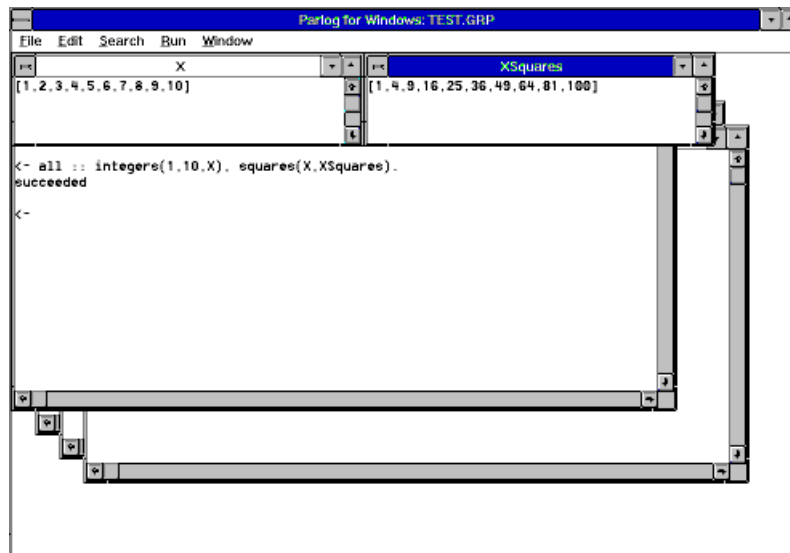 Parlog for Windows: TEST.GRP
File Edit Search Run Window
X
XSquares
[1,2,3,4,5,6,7,8,9,10]
[1,4,9,16,25,36,49,64,81,100]
<- all :: integers(1,10,X), squares(X,XSquares).
succeeded
<-